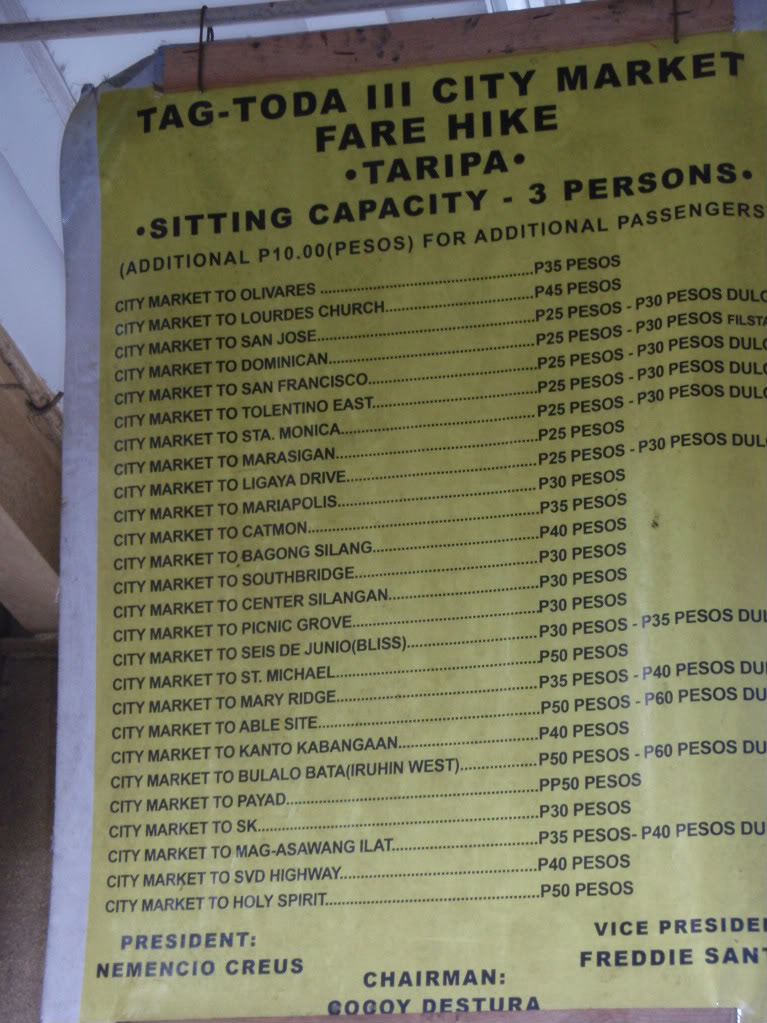 TAG-TODA III CITY MARKET
FARE HIKE
•TARIPA•
•SITTING CAPACITY - 3 PERSONS•
(ADDITIONAL P10.00(PESOS) FOR ADDITIONAL PASSENGERS
CITY MARKET TO OLIVARES ........................P35 PESOS
CITY MARKET TO LOURDES CHURCH........................P45 PESOS
CITY MARKET TO SAN JOSE........................P25 PESOS - P30 PESOS DUL
CITY MARKET TO DOMINICAN........................P25 PESOS - P30 PESOS FILST
CITY MARKET TO SAN FRANCISCO........................P25 PESOS - P30 PESOS DUL
CITY MARKET TO TOLENTINO EAST........................P25 PESOS - P30 PESOS DUL
CITY MARKET TO STA. MONICA........................P25 PESOS - P30 PESOS DUL
CITY MARKET TO MARASIGAN........................P25 PESOS
CITY MARKET TO LIGAYA DRIVE........................P25 PESOS - P30 PESOS DUL
CITY MARKET TO MARIAPOLIS........................P30 PESOS
CITY MARKET TO CATMON........................P35 PESOS
CITY MARKET TO BAGONG SILANG........................P40 PESOS
CITY MARKET TO SOUTHBRIDGE........................P30 PESOS
CITY MARKET TO CENTER SILANGAN........................P30 PESOS
CITY MARKET TO PICNIC GROVE........................P30 PESOS
CITY MARKET TO SEIS DE JUNIO(BLISS)........................P30 PESOS - P35 PESOS DUL
CITY MARKET TO ST. MICHAEL........................P50 PESOS
CITY MARKET TO MARY RIDGE........................P35 PESOS - P40 PESOS DU
CITY MARKET TO ABLE SITE........................P50 PESOS - P60 PESOS DU
CITY MARKET TO KANTO KABANGAAN........................P40 PESOS
CITY MARKET TO BULALO BATA(IRUHIN WEST)........................P50 PESOS - P60 PESOS DU
CITY MARKET TO PAYAD........................PP50 PESOS
CITY MARKET TO SK........................P30 PESOS
CITY MARKET TO MAG-ASAWANG ILAT........................P35 PESOS- P40 PESOS DU
CITY MARKET TO SVD HIGHWAY........................P40 PESOS
CITY MARKET TO HOLY SPIRIT........................P50 PESOS
PRESIDENT:
NEMENCIO CREUS
CHAIRMAN:
GOGOY DESTURA
VICE PRESIDE
FREDDIE SAN